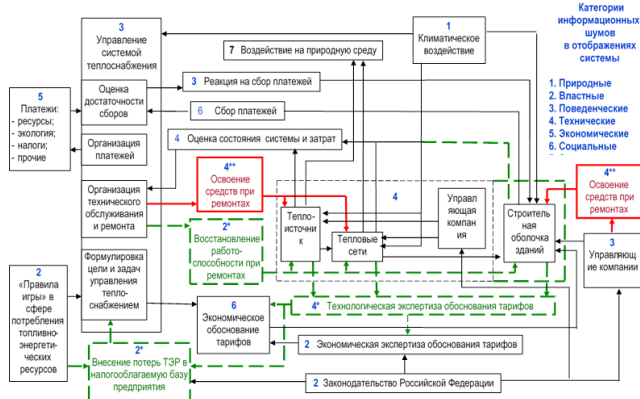 Категории
информационных
шумов
в отображениях
системы
1. Природные
2. Властные
3. Поведенческие
4. Технические
5. Экономические
6. Социальные
3
Управление
системой
теплоснабжения
1
Климатическое
воздействие
7 Воздействие на природную среду
Оценка
достаточности
сборов
3 Реакция на сбор платежей
5
Платежи:
- ресурсы;
- экология;
- налоги;
- прочие
6 Сбор платежей
4 Оценка состояния системы и затрат
Организация
платежей
4**
Освоение
средств при
ремонтах
4**
Освоение
средств при
ремонтах
4
Организация
технического
обслуживания
и ремонта
Тепло-
источни
к
Тепловые
сети
Управ
ляющая
компан
ия
Строител
ьная
оболочка
зданий
2*
Восстановление
работо-
способности при
ремонтах
3
Управляющ
ие компании
Формулировка
цели и задач
управления
тепло-
снабжением
2
«Правила
игры» в
сфере
потребления
топливно-
энергети-
ческих
ресурсов
6
Экономическое
обоснование
тарифов
4* Технологическая экспертиза обоснования тарифов
2 Экономическая экспертиза обоснования тарифов
2*
Внесение потерь ТЭР в
налогооблагаемую базу
предприятия
2 Законодательство Российской Федерации